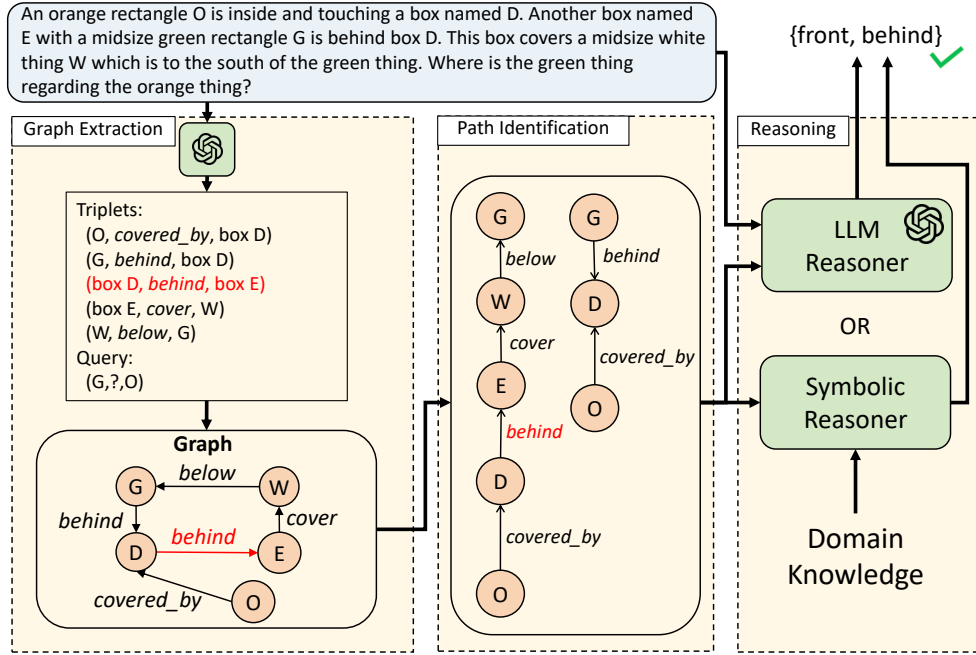 An orange rectangle O is inside and touching a box named D. Another box named
E with a midsize green rectangle G is behind box D. This box covers a midsize white
thing W which is to the south of the green thing. Where is the green thing
regarding the orange thing?
{front, behind}
Graph Extraction
Triplets:
(O, covered_by, box D)
(G, behind, box D)
(box D, behind, box E)
(box E, cover, W)
(W, below, G)
Query:
(G,?,O)
Graph
G
below
W
behind
behind
cover
D
E
covered_by
O
Path Identification
G
below
W
cover
E
behind
D
covered_by
O
G
behind
D
covered_by
O
Reasoning
LLM
Reasoner
OR
Symbolic
Reasoner
Domain
Knowledge